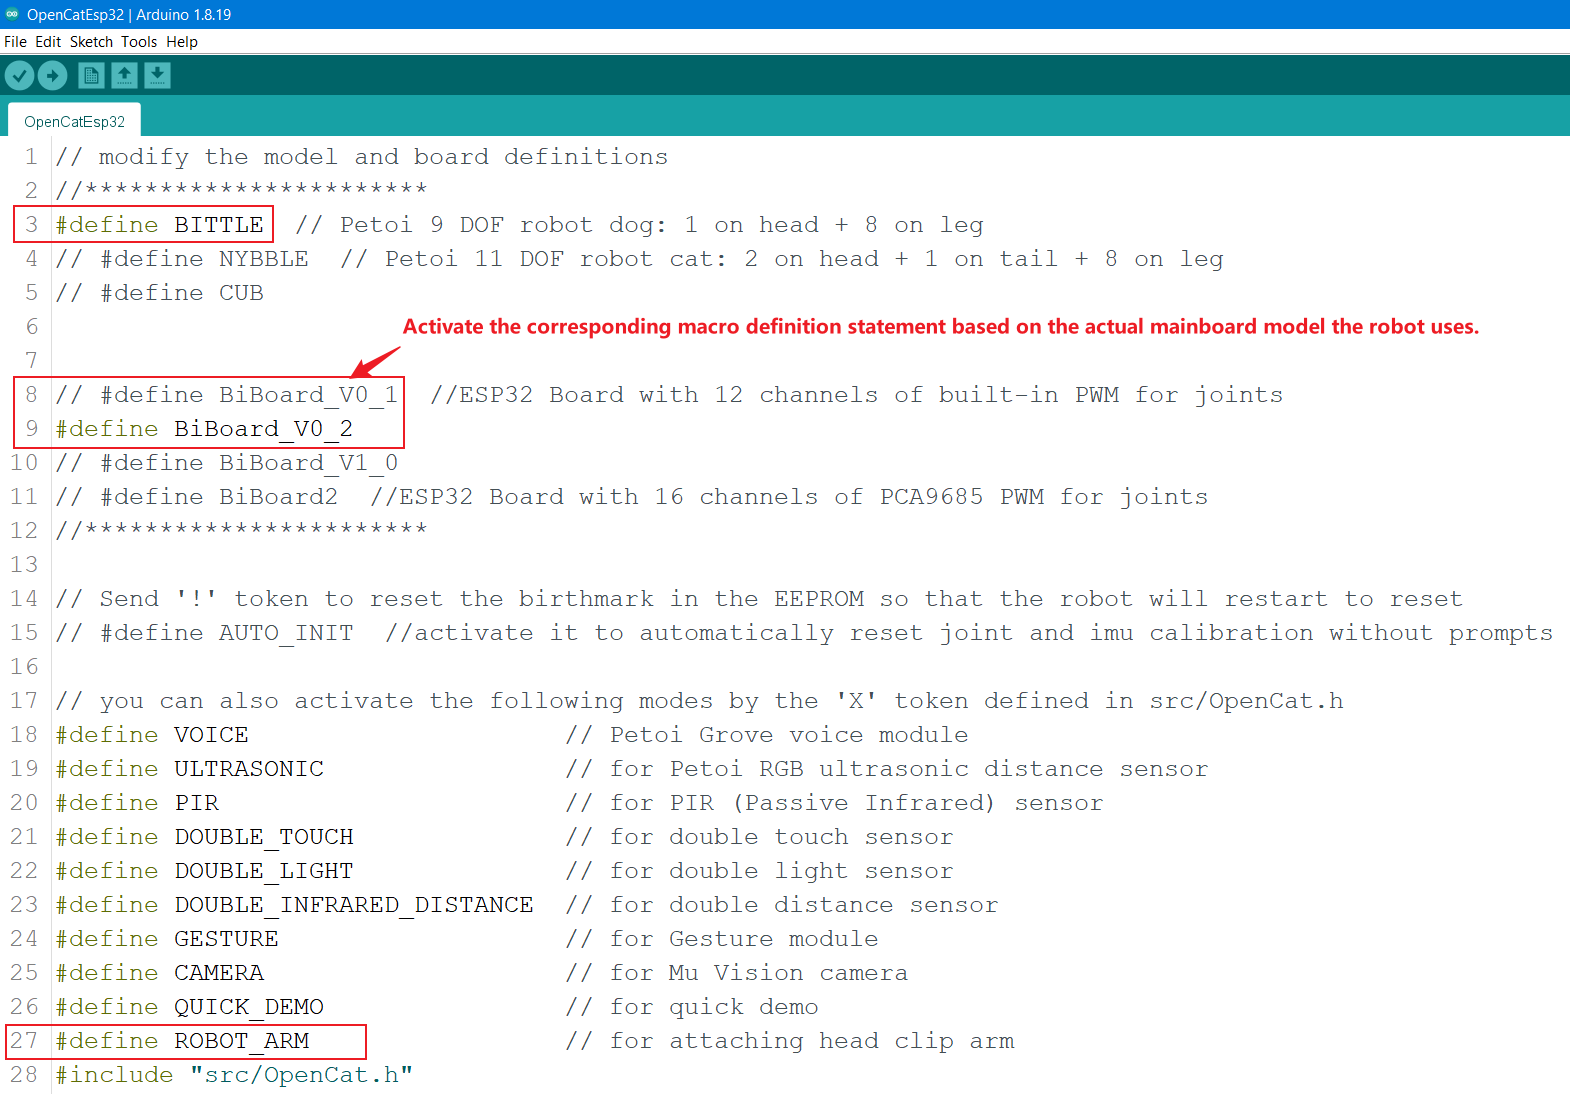 OpenCatEsp32 | Arduino 1.8.19
File Edit Sketch Tools Help
OpenCatEsp32
1 // modify the model and board definitions
2 //***********************
3 #define BITTLE // Petoi 9 DOF robot dog: 1 on head + 8 on leg
4 // #define NYBBLE // Petoi 11 DOF robot cat: 2 on head + 1 on tail + 8 on leg
5 // #define CUB
6
Activate the corresponding macro definition statement based on the actual mainboard model the robot uses.
7
8 // #define BiBoard_V0_1 //ESP32 Board with 12 channels of built-in PWM for joints
9 #define BiBoard_V0_2
10 // #define BiBoard_V1_0
11 // #define BiBoard2 //ESP32 Board with 16 channels of PCA9685 PWM for joints
12 //***********************
13
14 // Send '!' token to reset the birthmark in the EEPROM so that the robot will restart to reset
15 // #define AUTO_INIT //activate it to automatically reset joint and imu calibration without prompts
16
17 // you can also activate the following modes by the 'X' token defined in src/OpenCat.h
18 #define VOICE // Petoi Grove voice module
19 #define ULTRASONIC // for Petoi RGB ultrasonic distance sensor
20 #define PIR // for PIR (Passive Infrared) sensor
21 #define DOUBLE_TOUCH // for double touch sensor
22 #define DOUBLE_LIGHT // for double light sensor
23 #define DOUBLE_INFRARED_DISTANCE // for double distance sensor
24 #define GESTURE // for Gesture module
25 #define CAMERA // for Mu Vision camera
26 #define QUICK_DEMO // for quick demo
27 #define ROBOT_ARM // for attaching head clip arm
28 #include "src/OpenCat.h"